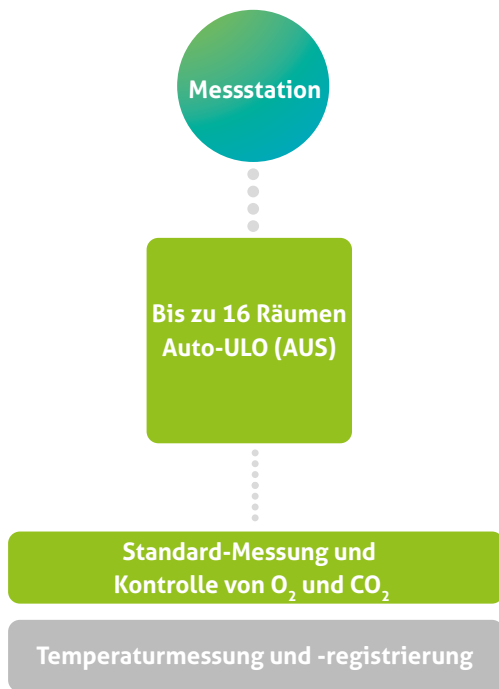 Messstation
Bis zu 16 Räumen
Auto-ULO (AUS)
Standard-Messung und
Kontrolle von O₂ und CO₂
Temperaturmessung und -registrierung